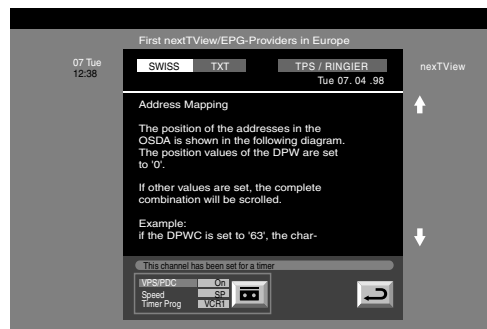 First nextTView/EPG-Providers in Europe
07 Tue
12:38
SWISS TXT TPS / RINGIER
nexTView
Tue 07. 04 .98
Address Mapping
The position of the addresses in the
OSDA is shown in the following diagram.
The position values of the DPW are set
to '0'.
If other values are set, the complete
combination will be scrolled.
Example:
if the DPWC is set to '63', the char-
This channel has been set for a timer
VPS/PDC On
Speed SP
Timer Prog VCR1